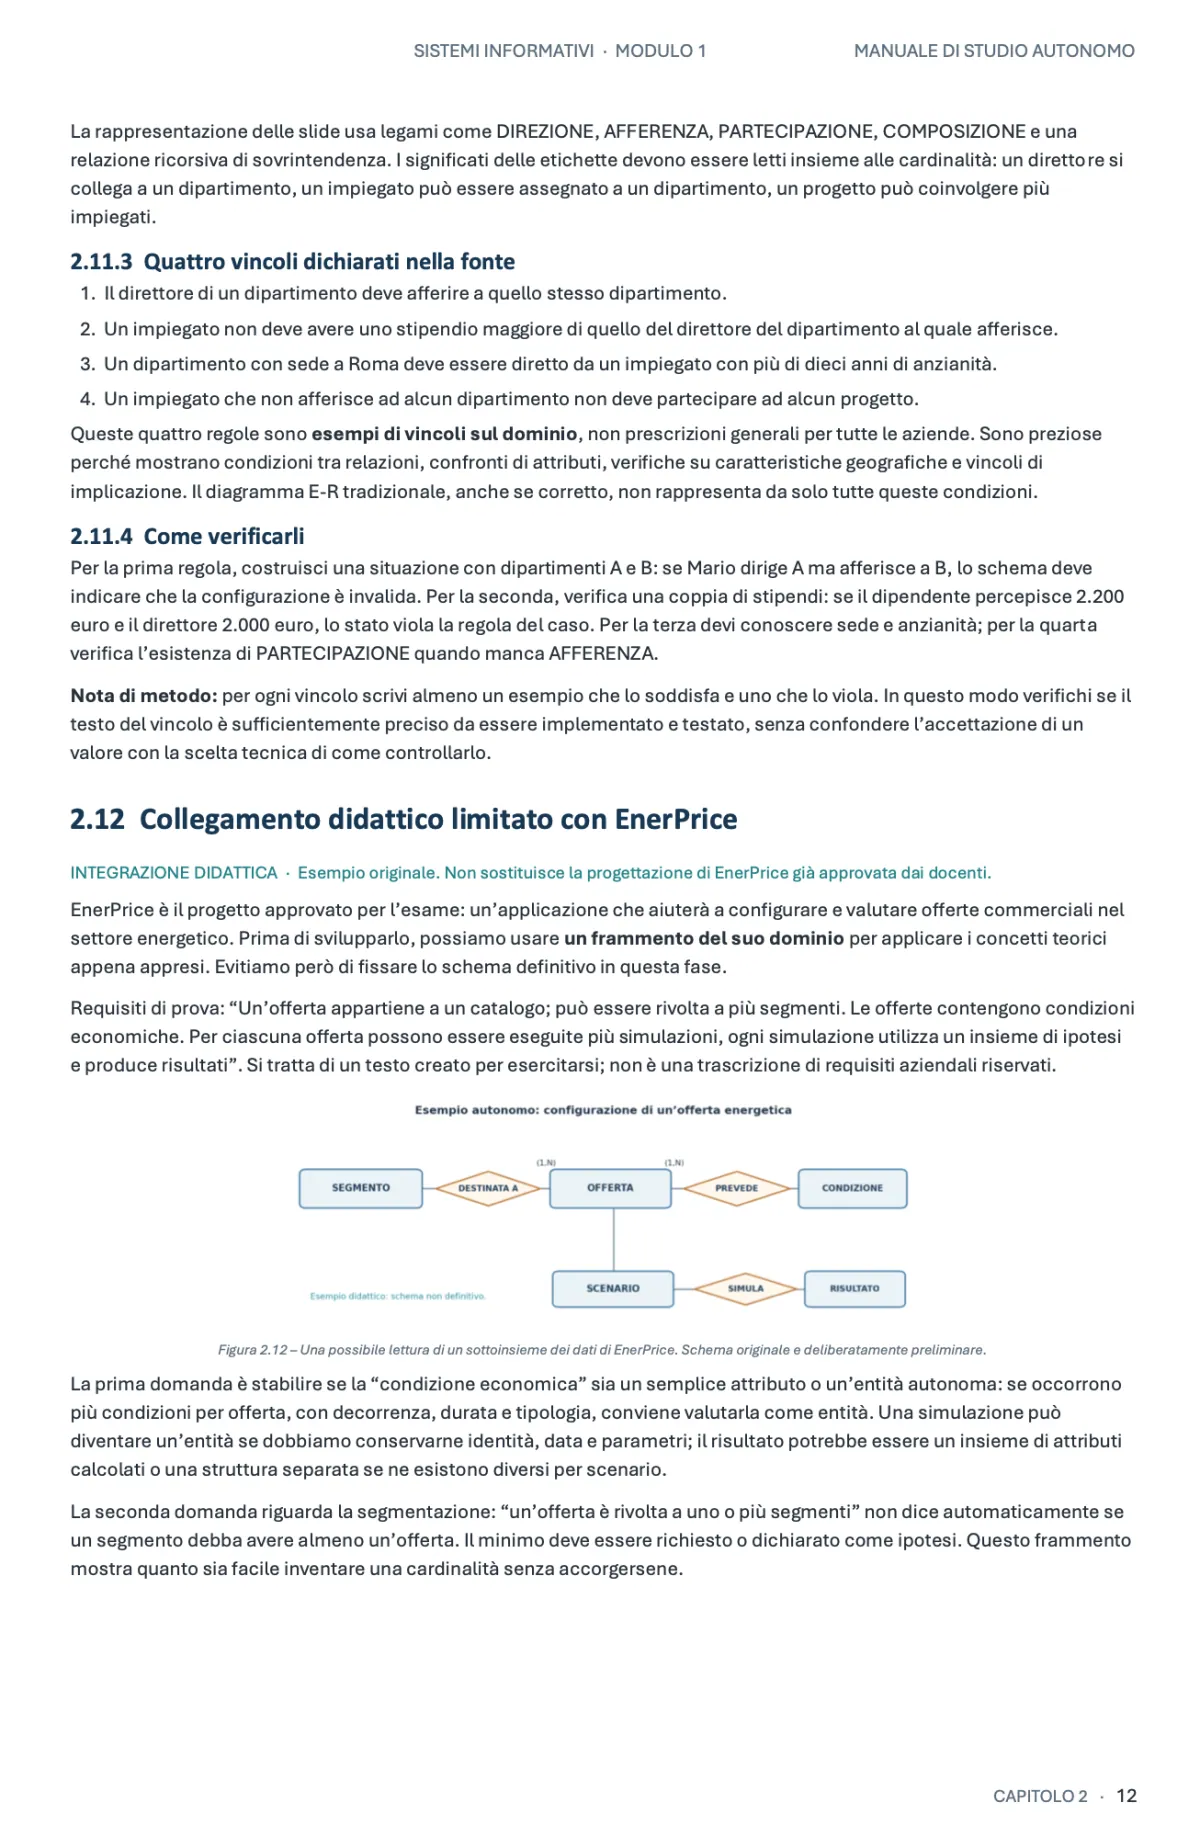 SISTEMI INFORMATIVI · MODULO 1 MANUALE DI STUDIO AUTONOMO
La rappresentazione delle slide usa legami come DIREZIONE, AFFERENZA, PARTECIPAZIONE, COMPOSIZIONE e una
relazione ricorsiva di sovrintendenza. I significati delle etichette devono essere letti insieme alle cardinalità: un direttore si
collega a un dipartimento, un impiegato può essere assegnato a un dipartimento, un progetto può coinvolgere più
impiegati.
2.11.3 Quattro vincoli dichiarati nella fonte
1. Il direttore di un dipartimento deve afferire a quello stesso dipartimento.
2. Un impiegato non deve avere uno stipendio maggiore di quello del direttore del dipartimento al quale afferisce.
3. Un dipartimento con sede a Roma deve essere diretto da un impiegato con più di dieci anni di anzianità.
4. Un impiegato che non afferisce ad alcun dipartimento non deve partecipare ad alcun progetto.
Queste quattro regole sono esempi di vincoli sul dominio, non prescrizioni generali per tutte le aziende. Sono preziose
perché mostrano condizioni tra relazioni, confronti di attributi, verifiche su caratteristiche geografiche e vincoli di
implicazione. Il diagramma E-R tradizionale, anche se corretto, non rappresenta da solo tutte queste condizioni.
2.11.4 Come verificarli
Per la prima regola, costruisci una situazione con dipartimenti A e B: se Mario dirige A ma afferisce a B, lo schema deve
indicare che la configurazione è invalida. Per la seconda, verifica una coppia di stipendi: se il dipendente percepisce 2.200
euro e il direttore 2.000 euro, lo stato viola la regola del caso. Per la terza devi conoscere sede e anzianità; per la quarta
verifica l’esistenza di PARTECIPAZIONE quando manca AFFERENZA.
Nota di metodo: per ogni vincolo scrivi almeno un esempio che lo soddisfa e uno che lo viola. In questo modo verifichi se il
testo del vincolo è sufficientemente preciso da essere implementato e testato, senza confondere l’accettazione di un
valore con la scelta tecnica di come controllarlo.
2.12 Collegamento didattico limitato con EnerPrice
INTEGRAZIONE DIDATTICA · Esempio originale. Non sostituisce la progettazione di EnerPrice già approvata dai docenti.
EnerPrice è il progetto approvato per l’esame: un’applicazione che aiuterà a configurare e valutare offerte commerciali nel
settore energetico. Prima di svilupparlo, possiamo usare un frammento del suo dominio per applicare i concetti teorici
appena appresi. Evitiamo però di fissare lo schema definitivo in questa fase.
Requisiti di prova: “Un’offerta appartiene a un catalogo; può essere rivolta a più segmenti. Le offerte contengono condizioni
economiche. Per ciascuna offerta possono essere eseguite più simulazioni, ogni simulazione utilizza un insieme di ipotesi
e produce risultati”. Si tratta di un testo creato per esercitarsi; non è una trascrizione di requisiti aziendali riservati.
Esempio autonomo: configurazione di un’offerta energetica
(1,N) (1,N)
SEGMENTO DESTINATA A OFFERTA PREVEDE CONDIZIONE
SCENARIO SIMULA RISULTATO
Esempio didattico: schema non definitivo.
Figura 2.12 – Una possibile lettura di un sottoinsieme dei dati di EnerPrice. Schema originale e deliberatamente preliminare.
La prima domanda è stabilire se la “condizione economica” sia un semplice attributo o un’entità autonoma: se occorrono
più condizioni per offerta, con decorrenza, durata e tipologia, conviene valutarla come entità. Una simulazione può
diventare un’entità se dobbiamo conservarne identità, data e parametri; il risultato potrebbe essere un insieme di attributi
calcolati o una struttura separata se ne esistono diversi per scenario.
La seconda domanda riguarda la segmentazione: “un’offerta è rivolta a uno o più segmenti” non dice automaticamente se
un segmento debba avere almeno un’offerta. Il minimo deve essere richiesto o dichiarato come ipotesi. Questo frammento
mostra quanto sia facile inventare una cardinalità senza accorgersene.
CAPITOLO 2 · 12